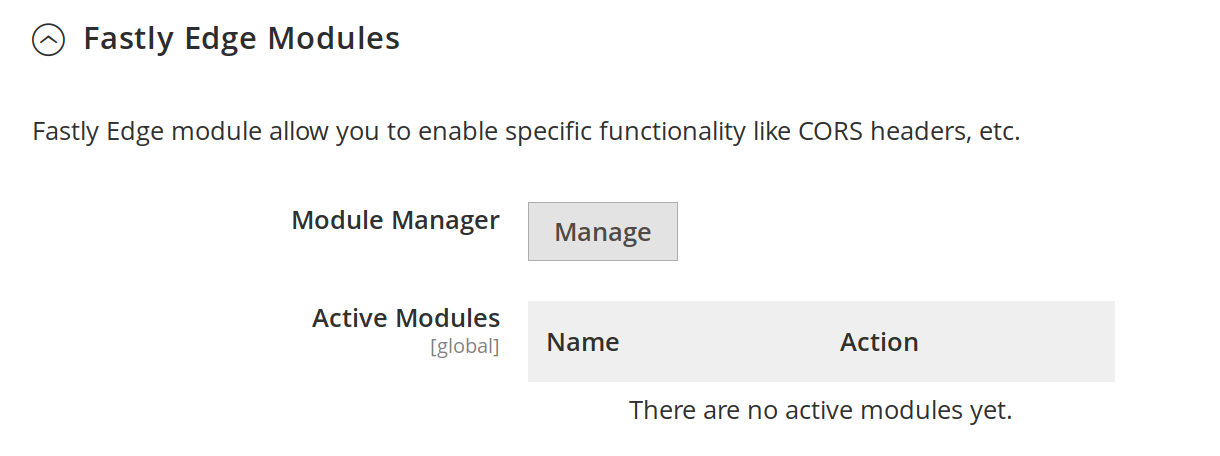 Fastly Edge Modules
Fastly Edge module allow you to enable specific functionality like CORS headers, etc.
Module Manager
Manage
Active Modules
[global]
Name Action
There are no active modules yet.